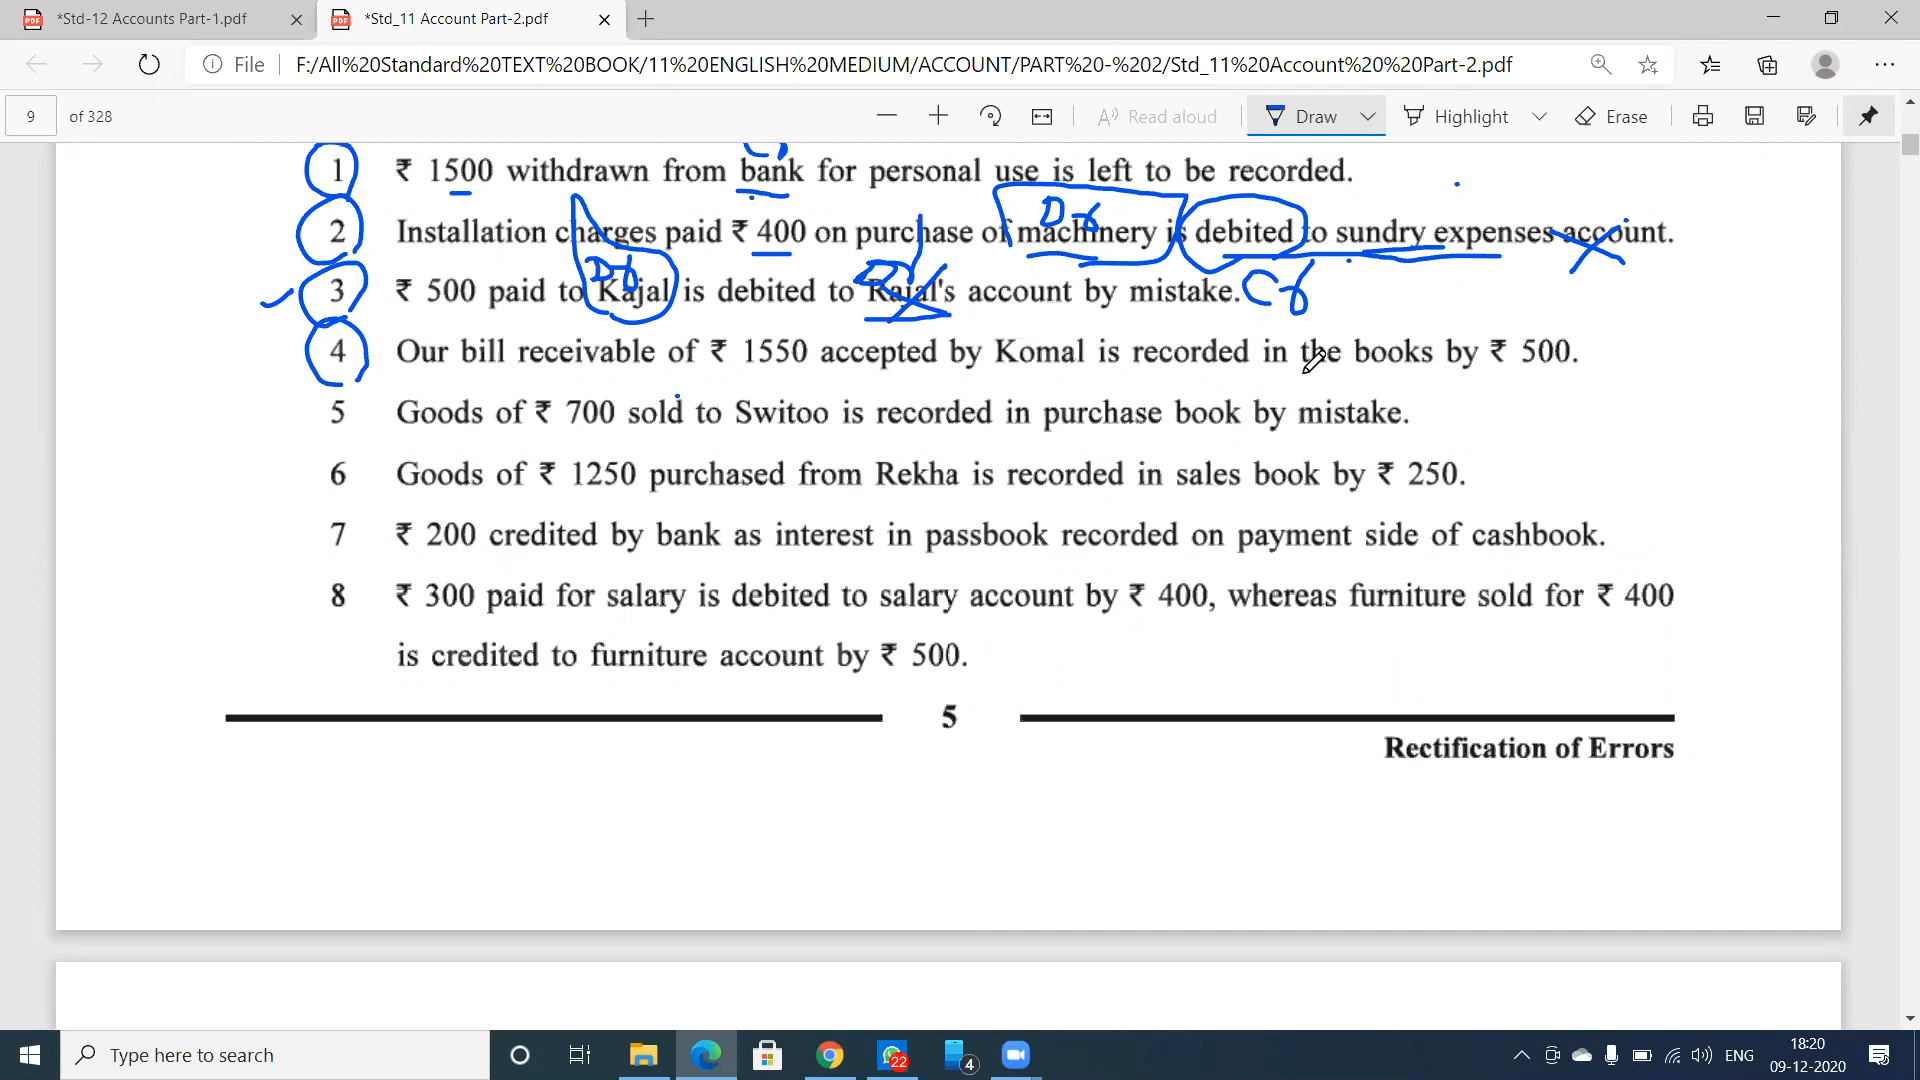 *Std-12 Accounts Part-1.pdf
*Std_11 Account Part-2.pdf
File F:/All%20Standard%20TEXT%20BOOK/11%20ENGLISH%20MEDIUM/ACCOUNT/PART%20-%202/Std_11%20Account%20%20Part-2.pdf
9 of 328 Read aloud Draw Highlight Erase
1 ₹ 1500 withdrawn from bank for personal use is left to be recorded.
Dr
2 Installation charges paid ₹ 400 on purchase of machinery is debited to sundry expenses account.
Dr Cr
3 ₹ 500 paid to Kajal is debited to Rajal's account by mistake.
4 Our bill receivable of ₹ 1550 accepted by Komal is recorded in the books by ₹ 500.
5 Goods of ₹ 700 sold to Switoo is recorded in purchase book by mistake.
6 Goods of ₹ 1250 purchased from Rekha is recorded in sales book by ₹ 250.
7 ₹ 200 credited by bank as interest in passbook recorded on payment side of cashbook.
8 ₹ 300 paid for salary is debited to salary account by ₹ 400, whereas furniture sold for ₹ 400
is credited to furniture account by ₹ 500.
5
Rectification of Errors
Type here to search
22
4
ENG
18:20
09-12-2020